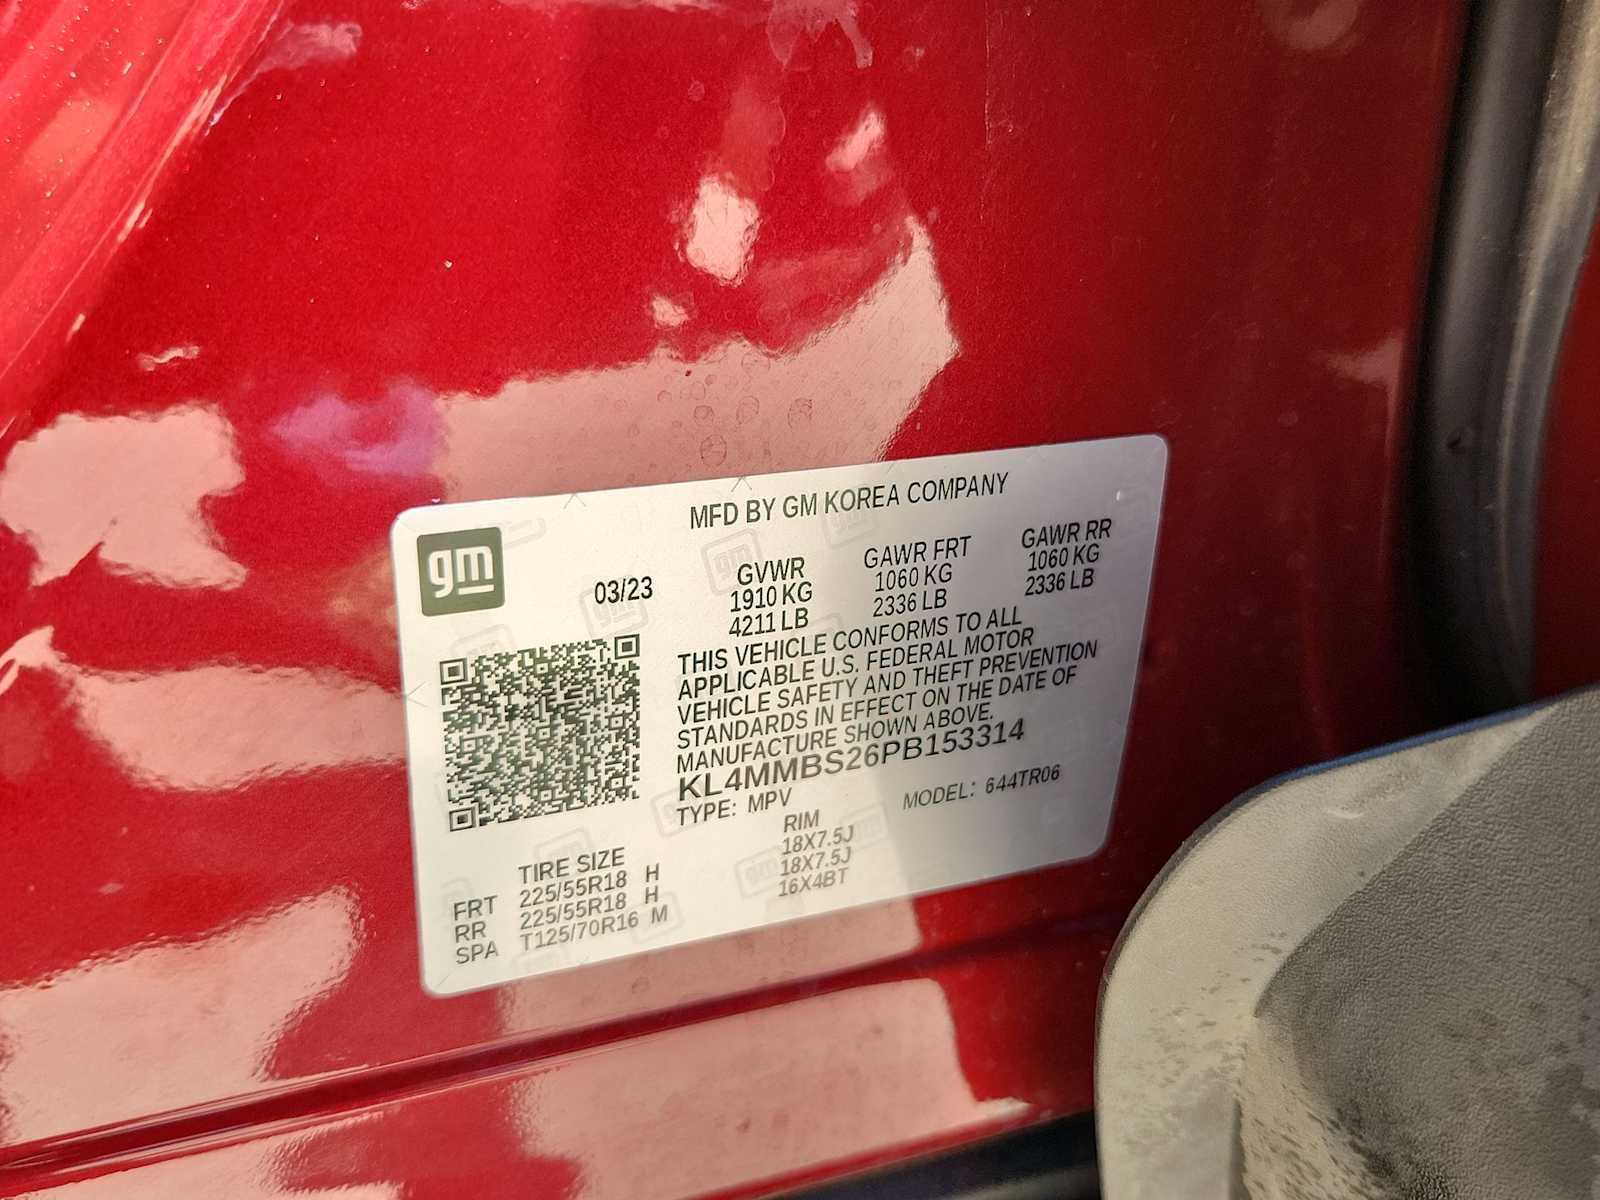 MFD BY GM KOREA COMPANY
gm
03/23
GVWR GAWR FRT GAWR RR
1910 KG 1060 KG 1060 KG
4211 LB 2336 LB 2336 LB
THIS VEHICLE CONFORMS TO ALL
APPLICABLE U.S. FEDERAL MOTOR
VEHICLE SAFETY AND THEFT PREVENTION
STANDARDS IN EFFECT ON THE DATE OF
MANUFACTURE SHOWN ABOVE.
KL4MMBS26PB153314
TYPE: MPV MODEL: 644TR06
TIRE SIZE RIM
FRT 225/55R18 H 18X7.5J
RR 225/55R18 H 18X7.5J
SPA T125/70R16 M 16X4BT